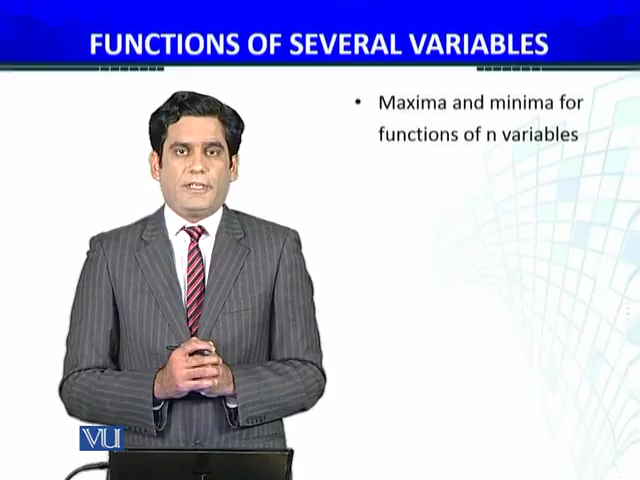 FUNCTIONS OF SEVERAL VARIABLES
• Maxima and minima for
functions of n variables
VU